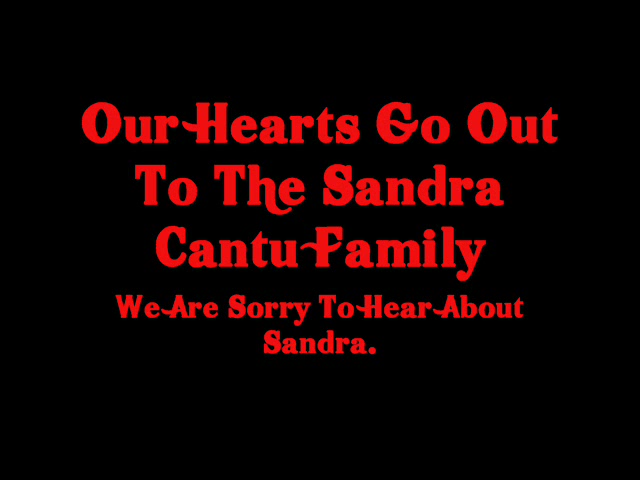 Our Hearts Go Out
To The Sandra
Cantu Family
We Are Sorry To Hear About
Sandra.